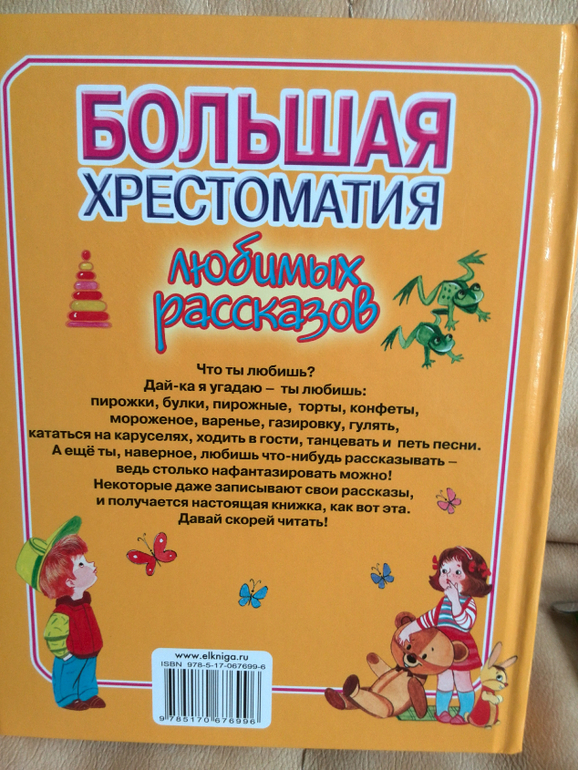 БОЛЬШАЯ
ХРЕСТОМАТИЯ
любимых
рассказов
Что ты любишь?
Дай-ка я угадаю – ты любишь:
пирожки, булки, пирожные, торты, конфеты,
мороженое, варенье, газировку, гулять,
кататься на каруселях, ходить в гости, танцевать и петь песни.
А ещё ты, наверное, любишь что-нибудь рассказывать –
ведь столько нафантазировать можно!
Некоторые даже записывают свои рассказы,
и получается настоящая книжка, как вот эта.
Давай скорей читать!
www.elkniga.ru
ISBN 978-5-17-067699-6
9 785170 676996